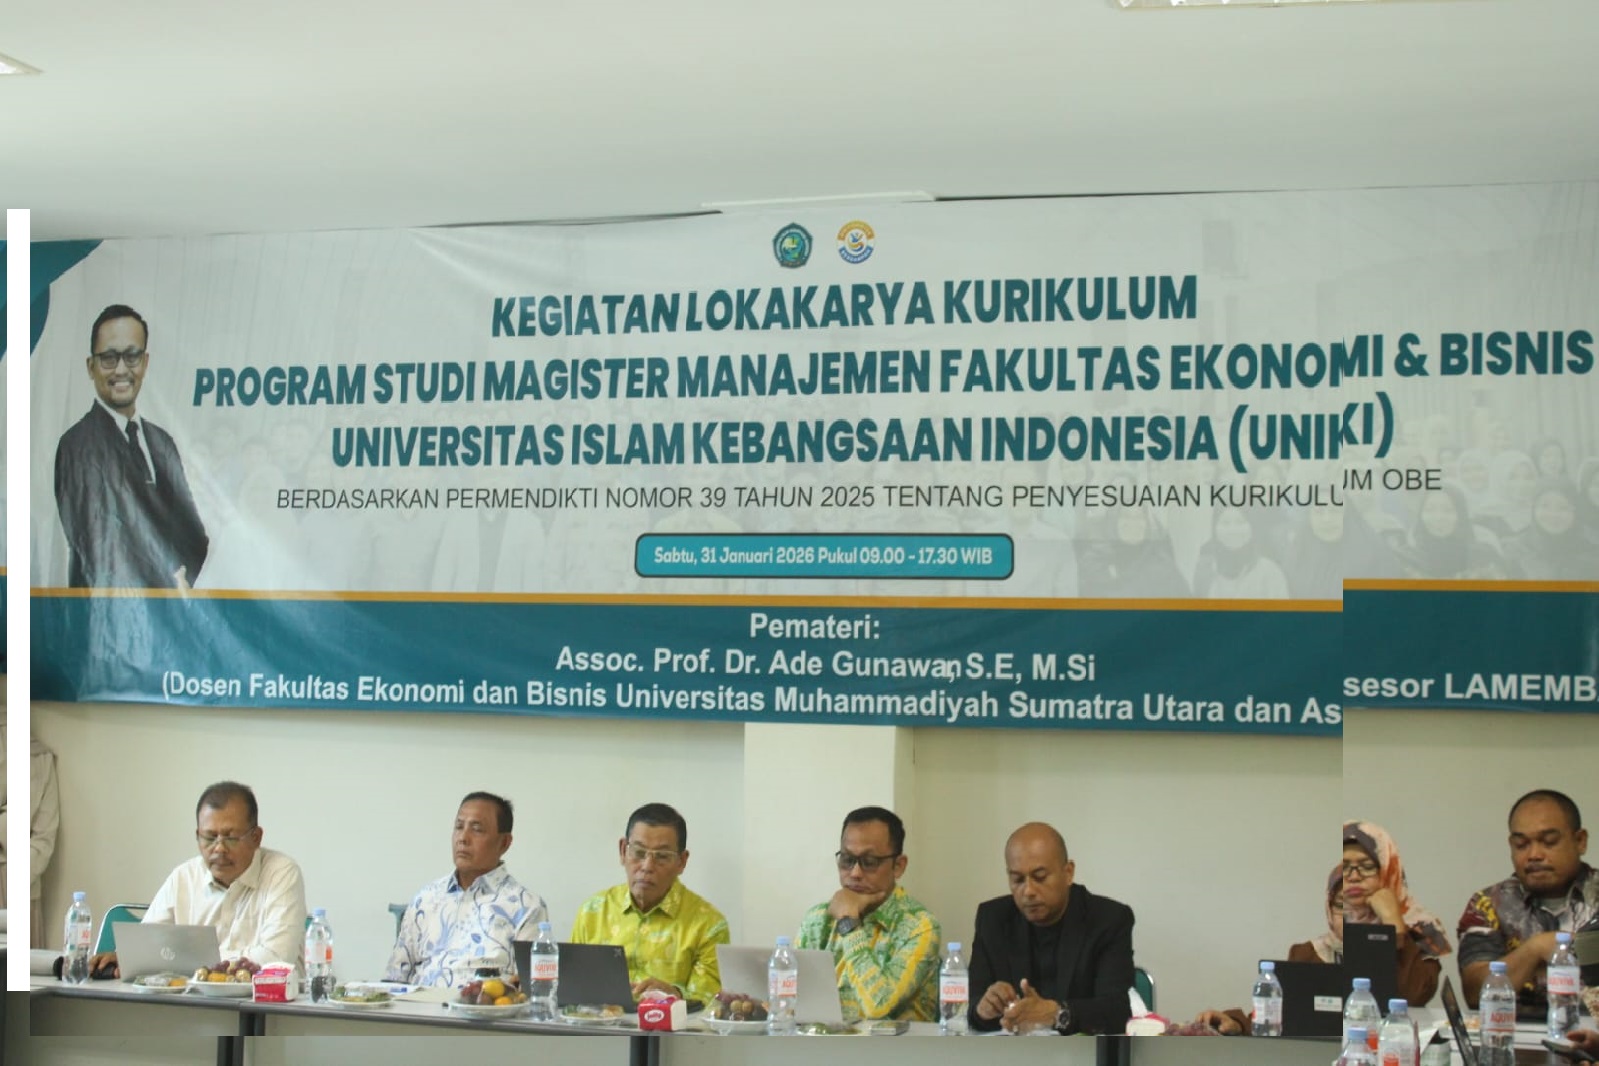 KEGIATAN LOKAKARYA KURIKULUM
PROGRAM STUDI MAGISTER MANAJEMEN FAKULTAS EKONOMI & BISNIS
UNIVERSITAS ISLAM KEBANGSAAN INDONESIA (UNIKI)
BERDASARKAN PERMENDIKTI NOMOR 39 TAHUN 2025 TENTANG PENYESUAIAN KURIKULUM OBE
Sabtu, 31 Januari 2026 Pukul 09.00 - 17.30 WIB
Pemateri:
Assoc. Prof. Dr. Ade Gunawan, S.E, M.Si
(Dosen Fakultas Ekonomi dan Bisnis Universitas Muhammadiyah Sumatra Utara dan Asesor LAMEMBA